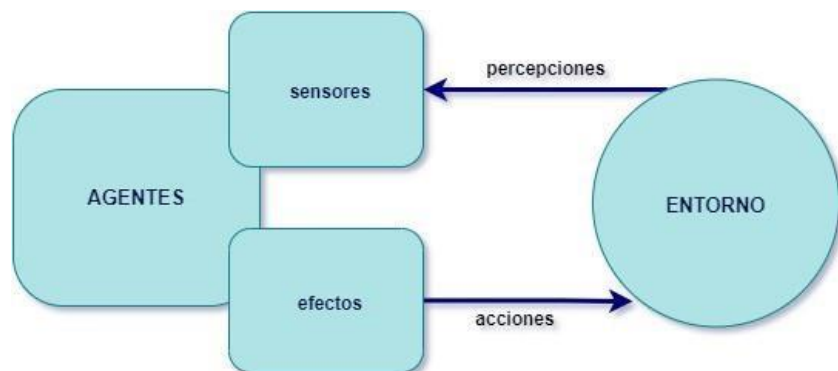 percepciones
sensores
AGENTES
ENTORNO
efectos
acciones